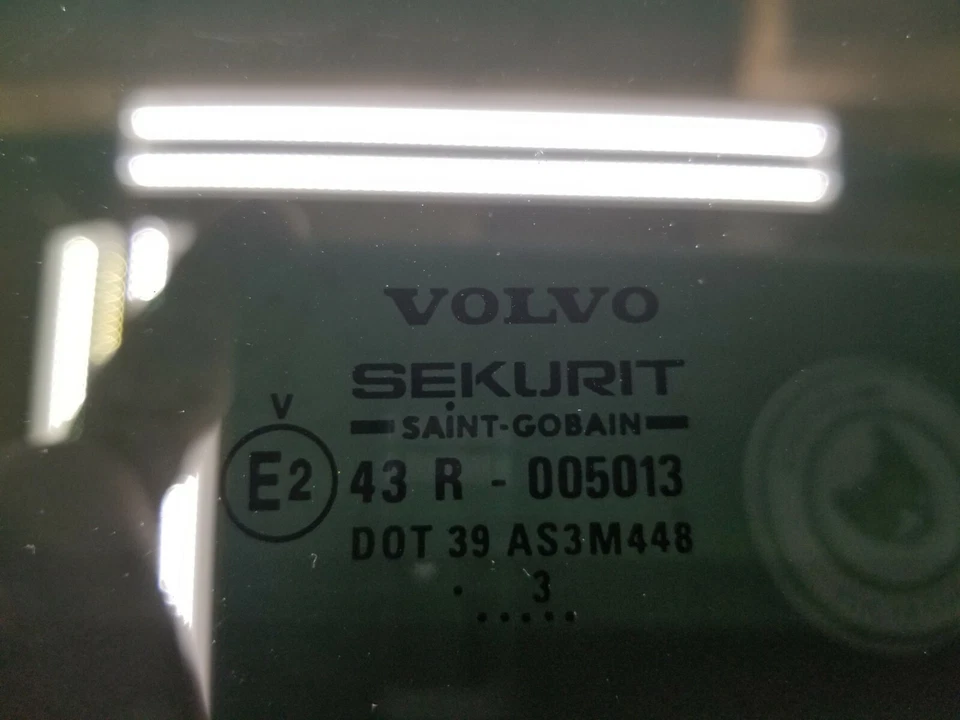 VOLVO
SEKURIT
SAINT-GOBAIN
V
E2 43 R - 005013
DOT 39 AS3M448
. 3
.....